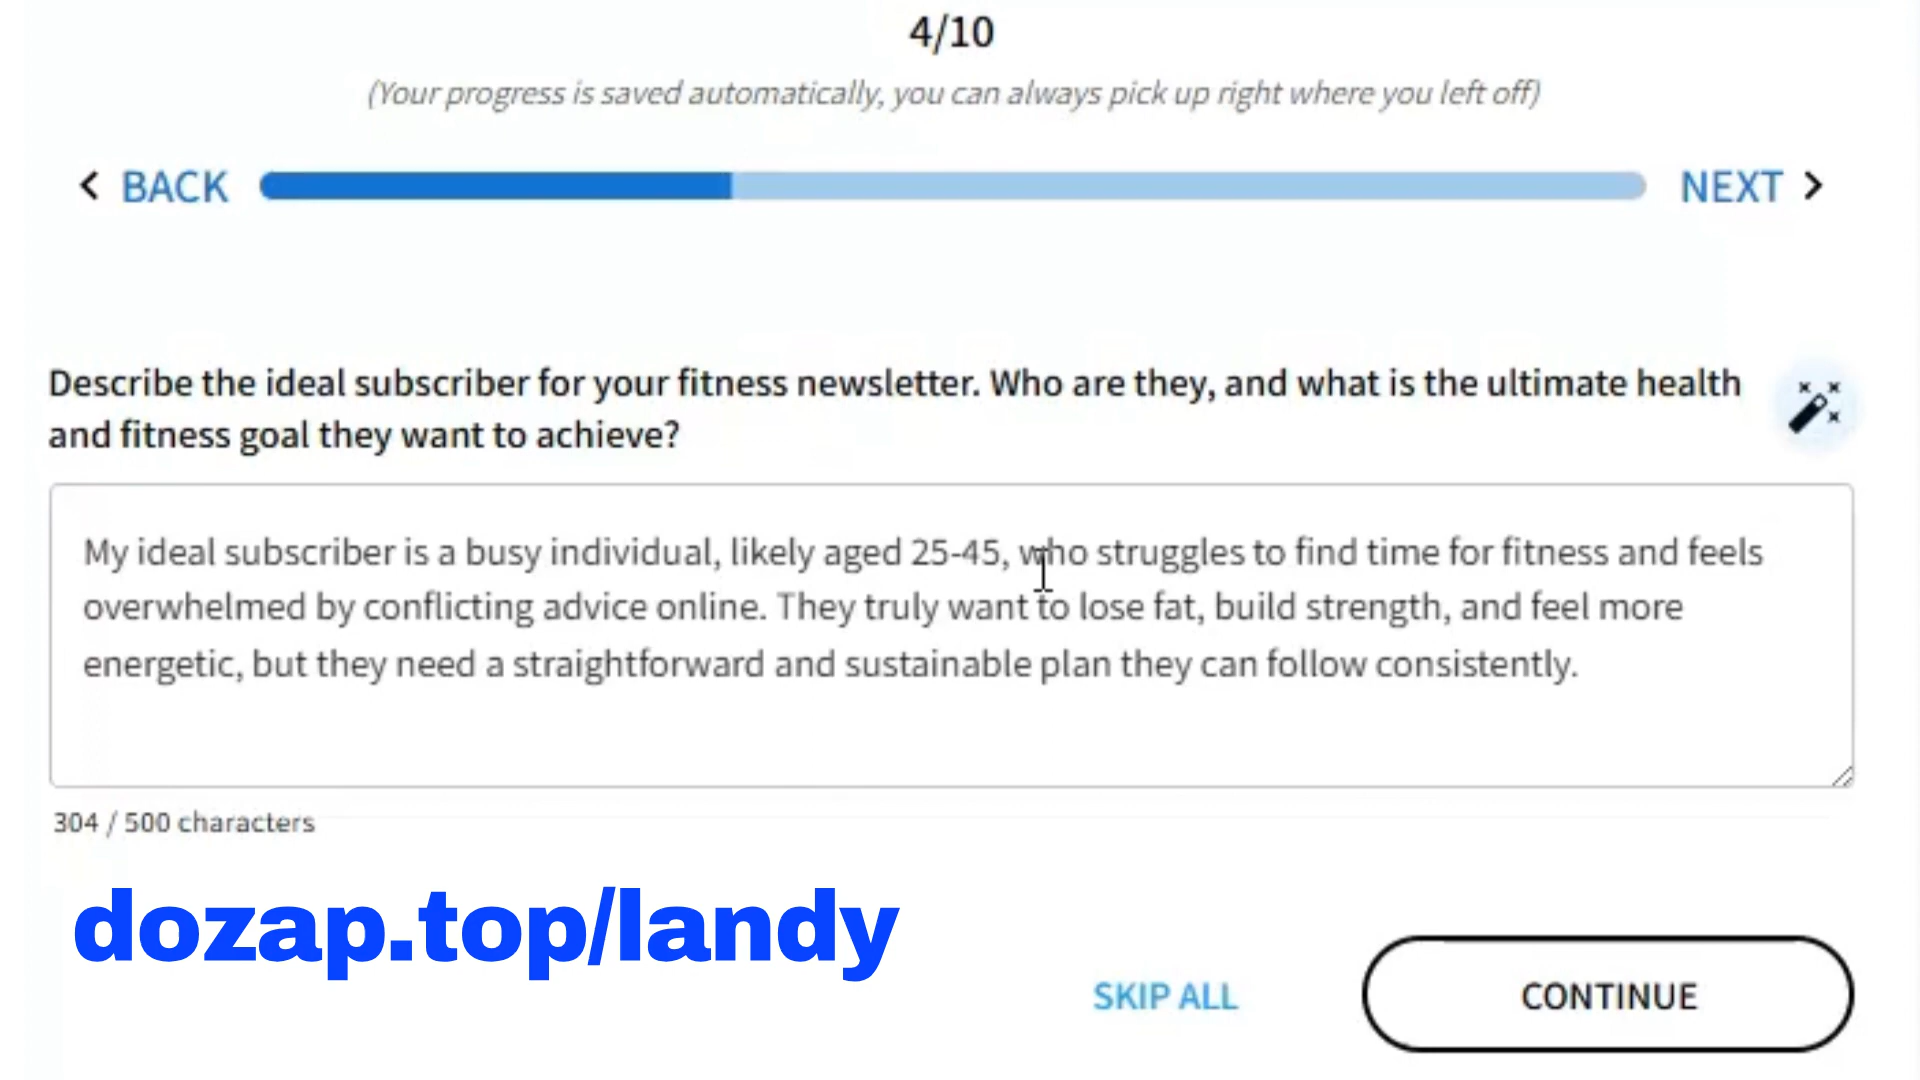 4/10
(Your progress is saved automatically, you can always pick up right where you left off)
BACK
NEXT
Describe the ideal subscriber for your fitness newsletter. Who are they, and what is the ultimate health
and fitness goal they want to achieve?
My ideal subscriber is a busy individual, likely aged 25-45, who struggles to find time for fitness and feels
overwhelmed by conflicting advice online. They truly want to lose fat, build strength, and feel more
energetic, but they need a straightforward and sustainable plan they can follow consistently.
304 / 500 characters
dozap.top/landy
SKIP ALL
CONTINUE